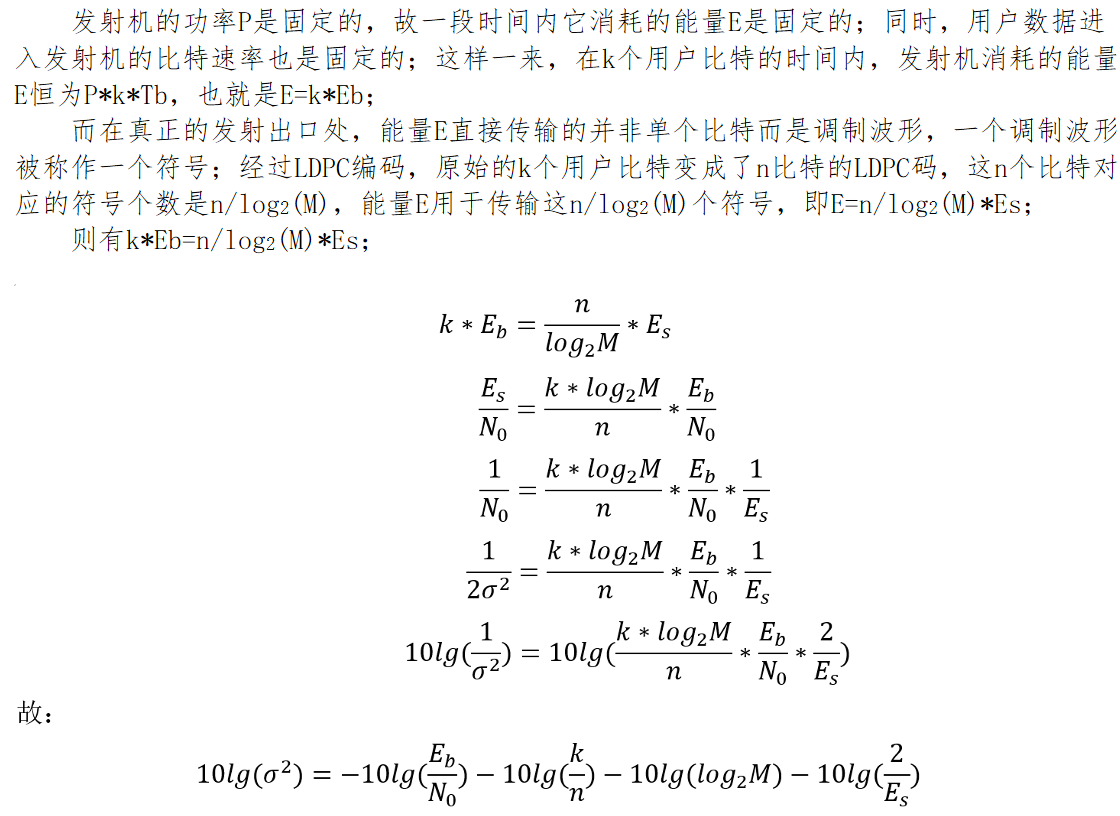 发射机的功率P是固定的，故一段时间内它消耗的能量E是固定的；同时，用户数据进
入发射机的比特速率也是固定的；这样一来，在k个用户比特的时间内，发射机消耗的能量
E恒为P*k*Tb，也就是E=k*Eb；
而在真正的发射出口处，能量E直接传输的并非单个比特而是调制波形，一个调制波形
被称作一个符号；经过LDPC编码，原始的k个用户比特变成了n比特的LDPC码，这n个比特对
应的符号个数是n/log₂(M)，能量E用于传输这n/log₂(M)个符号，即E=n/log₂(M)*Es；
则有k*Eb=n/log₂(M)*Es；
k * E_b = \frac{n}{log_2M} * E_s
\frac{E_s}{N_0} = \frac{k * log_2M}{n} * \frac{E_b}{N_0}
\frac{1}{N_0} = \frac{k * log_2M}{n} * \frac{E_b}{N_0} * \frac{1}{E_s}
\frac{1}{2σ^2} = \frac{k * log_2M}{n} * \frac{E_b}{N_0} * \frac{1}{E_s}
10lg(\frac{1}{σ^2}) = 10lg(\frac{k * log_2M}{n} * \frac{E_b}{N_0} * \frac{2}{E_s})
故：
10lg(σ^2) = −10lg(\frac{E_b}{N_0}) − 10lg(\frac{k}{n}) − 10lg(log_2M) − 10lg(\frac{2}{E_s})